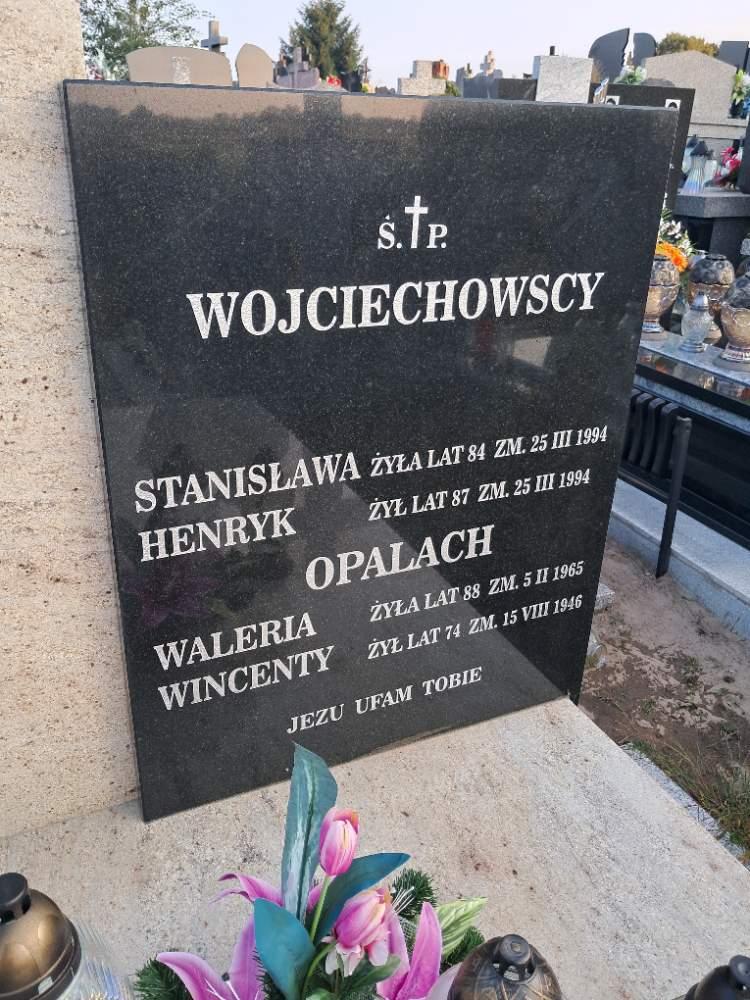 Ś.†P.
WOJCIECHOWSCY
STANISŁAWA ŻYŁA LAT 84 ZM. 25 III 1994
HENRYK ŻYŁ LAT 87 ZM. 25 III 1994
OPALACH
WALERIA ŻYŁA LAT 88 ZM. 5 II 1965
WINCENTY ŻYŁ LAT 74 ZM. 15 VIII 1946
JEZU UFAM TOBIE